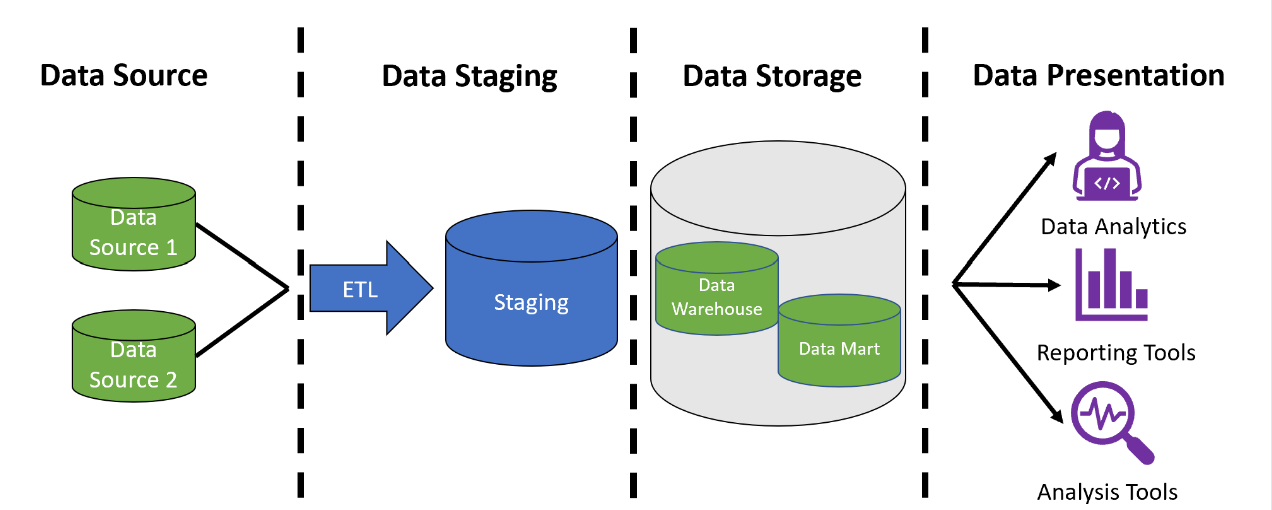 Data Source
Data Staging
Data Storage
Data Presentation
Data
Source 1
Data
Source 2
ETL
Staging
Data
Warehouse
Data Mart
Data Analytics
</>
Reporting Tools
Analysis Tools